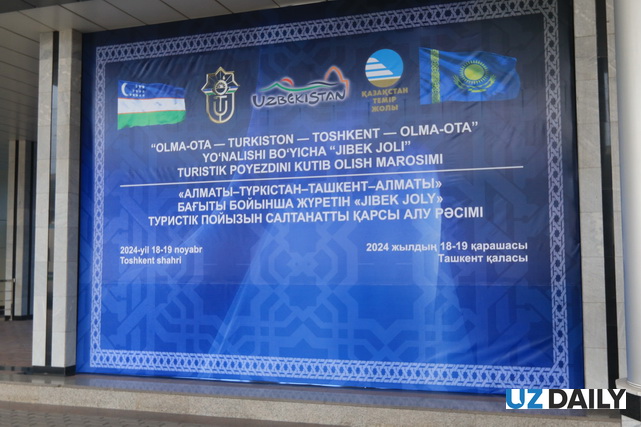 UZBEKISTAN
ҚАЗАҚСТАН
ТЕМІР
ЖОЛЫ
“OLMA-OTA — TURKISTON — TOSHKENT — OLMA-OTA”
YO‘NALISHI BO‘YICHA “JIBEK JOLI”
TURISTIK POYEZDINI KUTIB OLISH MAROSIMI
«АЛМАТЫ–ТҮРКІСТАН–ТАШКЕНТ–АЛМАТЫ»
БАҒЫТЫ БОЙЫНША ЖҮРЕТІН «JIBEK JOLY»
ТУРИСТІК ПОЙЫЗЫН САЛТАНАТТЫ ҚАРСЫ АЛУ РӘСІМІ
2024-yil 18-19 noyabr
Toshkent shahri
2024 жылдың 18-19 қарашасы
Ташкент қаласы
UZDAILY